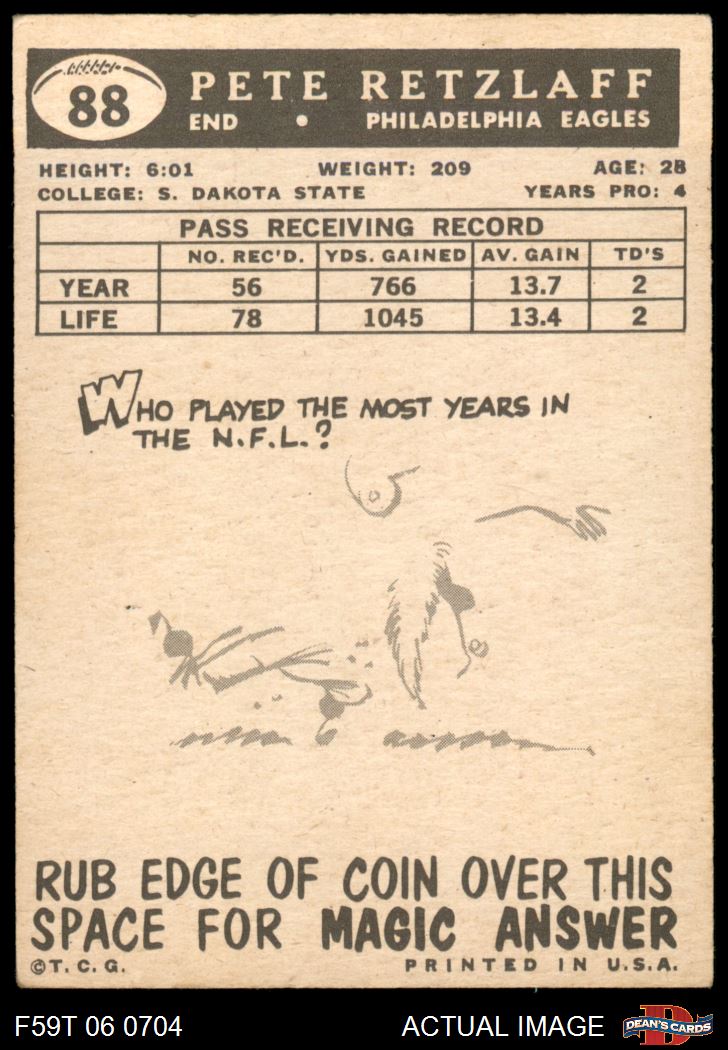 88
PETE RETZLAFF
END • PHILADELPHIA EAGLES
HEIGHT: 6:01 WEIGHT: 209 AGE: 28
COLLEGE: S. DAKOTA STATE YEARS PRO: 4
PASS RECEIVING RECORD
NO. REC'D. YDS. GAINED AV. GAIN TD'S
YEAR 56 766 13.7 2
LIFE 78 1045 13.4 2
WHO PLAYED THE MOST YEARS IN
THE N.F.L.?
RUB EDGE OF COIN OVER THIS
SPACE FOR MAGIC ANSWER
©T. C. G. PRINTED IN U.S.A.
F59T 06 0704 ACTUAL IMAGE D DEAN'S CARDS